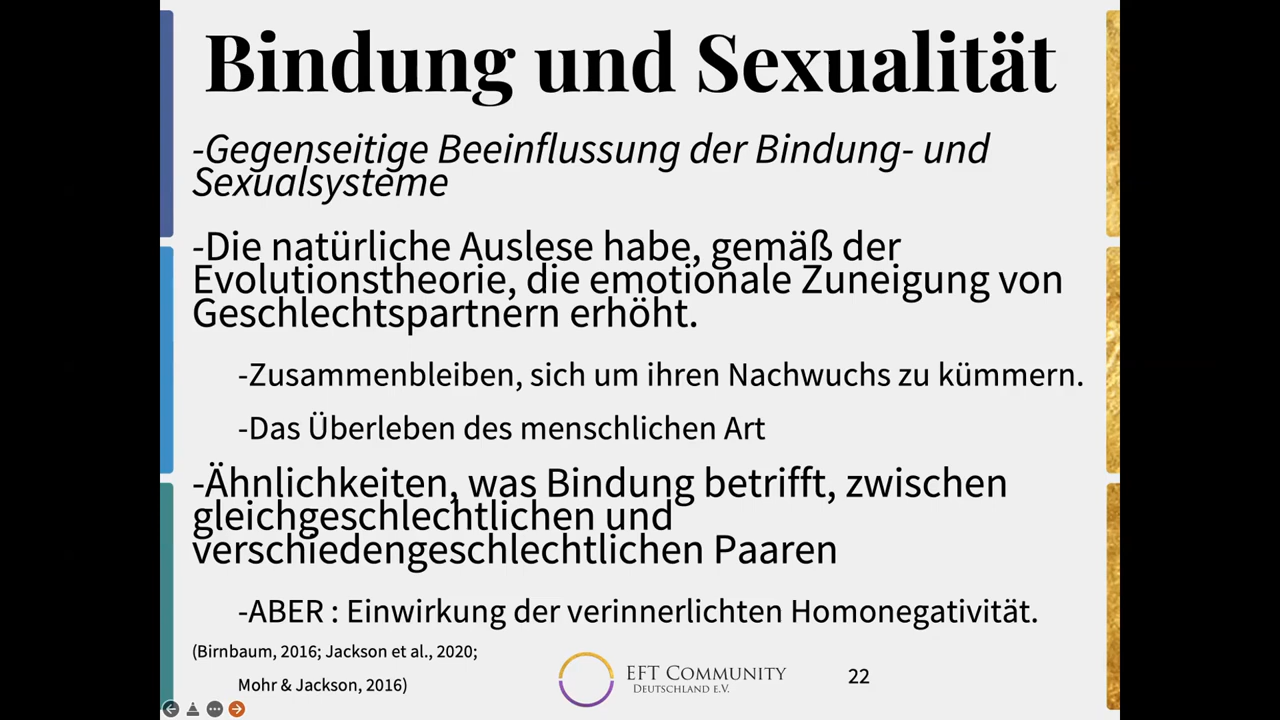 Bindung und Sexualität
-Gegenseitige Beeinflussung der Bindung- und
Sexualsysteme
-Die natürliche Auslese habe, gemäß der
Evolutionstheorie, die emotionale Zuneigung von
Geschlechtspartnern erhöht.
-Zusammenbleiben, sich um ihren Nachwuchs zu kümmern.
-Das Überleben des menschlichen Art
-Ähnlichkeiten, was Bindung betrifft, zwischen
gleichgeschlechtlichen und
verschiedengeschlechtlichen Paaren
-ABER : Einwirkung der verinnerlichten Homonegativität.
(Birnbaum, 2016; Jackson et al., 2020;
Mohr & Jackson, 2016)
EFT Community
Deutschland e.V.
22